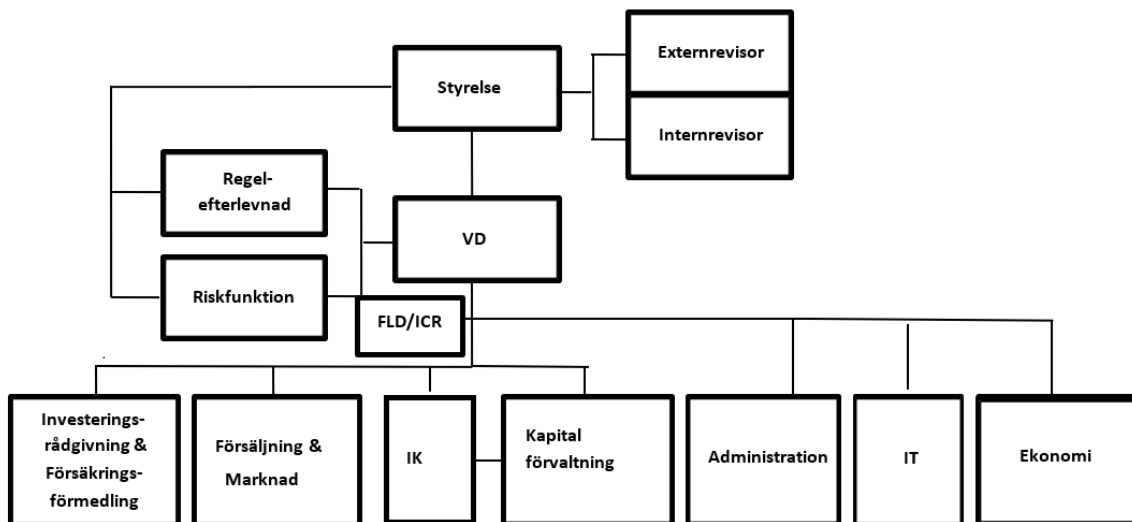 Externrevisor
Styrelse
Internrevisor
Regel-
efterlevnad
VD
Riskfunktion
FLD/ICR
Investerings-
rådgivning &
Försäkrings-
förmedling
Försäljning &
Marknad
IK
Kapital
förvaltning
Administration
IT
Ekonomi